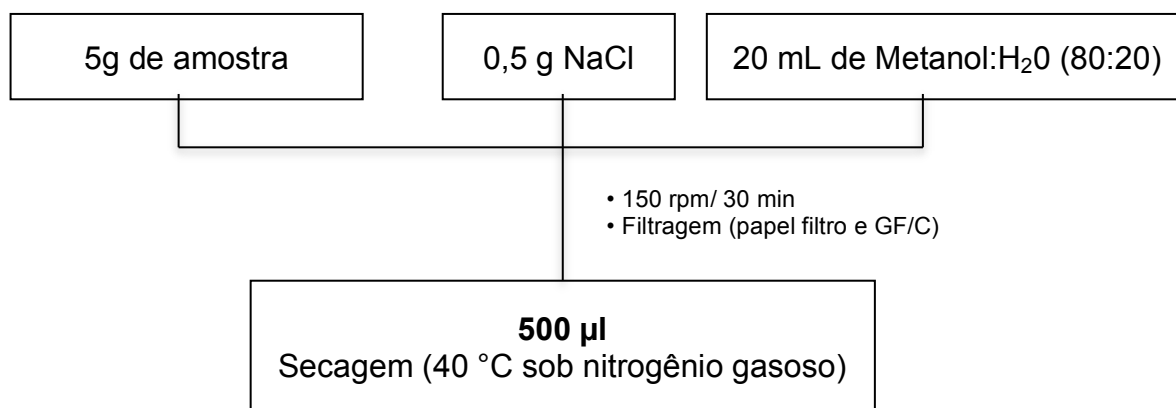 5g de amostra
0,5 g NaCl
20 mL de Metanol:H₂0 (80:20)
• 150 rpm/ 30 min
• Filtragem (papel filtro e GF/C)
500 µl
Secagem (40 °C sob nitrogênio gasoso)